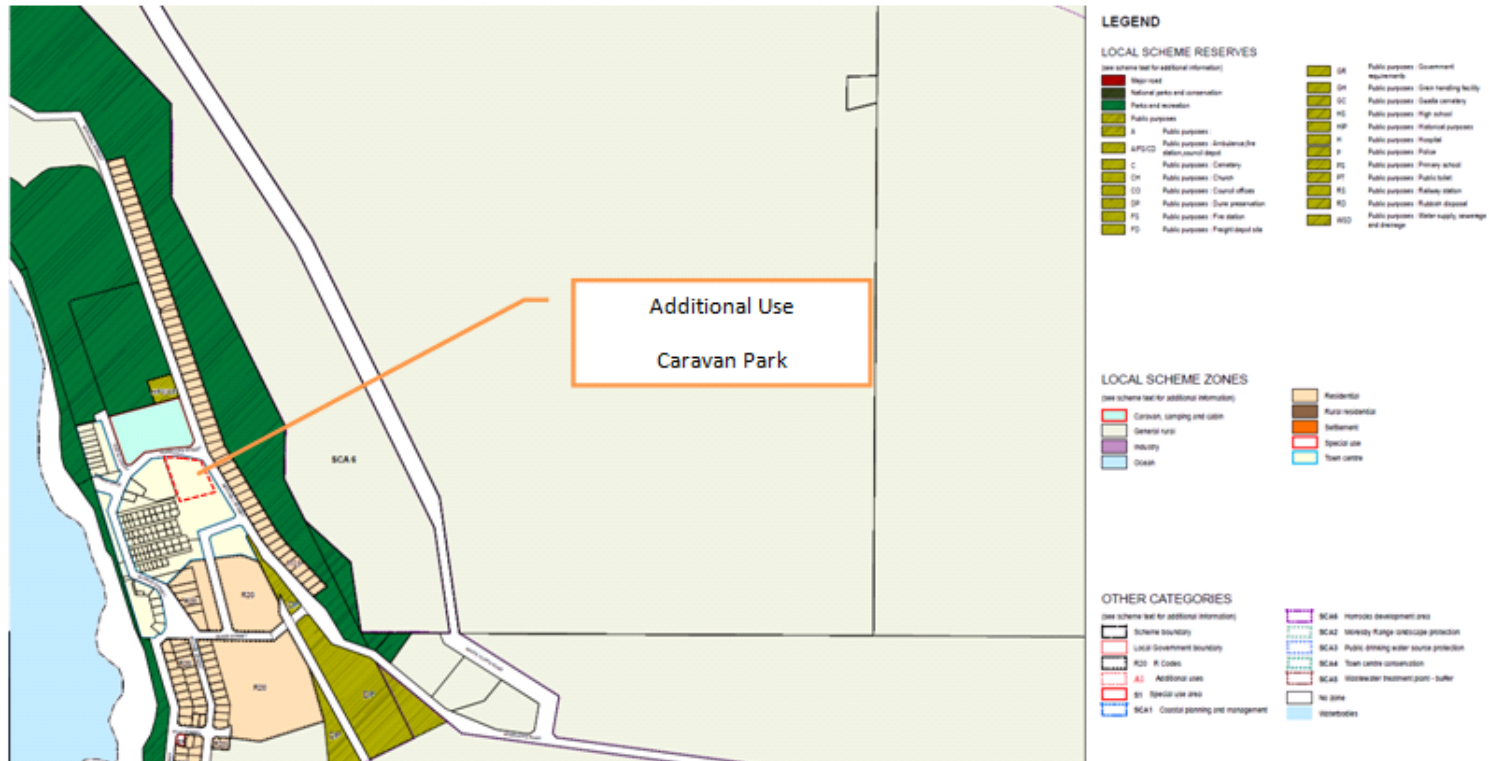 Additional Use
Caravan Park
SCA 6
R20
R20
DP
LEGEND
LOCAL SCHEME RESERVES
(see scheme text for additional information)
Major road
National parks and conservation
Parks and recreation
Public purposes
A Public purposes :
A/FS/CD Public purposes : Ambulance,fire
station,council depot
C Public purposes : Cemetery
CH Public purposes : Church
CO Public purposes : Council offices
DP Public purposes : Dune preservation
FS Public purposes : Fire station
FD Public purposes : Freight depot site
GR Public purposes : Government
requirements
GH Public purposes : Grain handling facility
GC Public purposes : Gwalla cemetery
HS Public purposes : High school
HP Public purposes : Historical purposes
H Public purposes : Hospital
P Public purposes : Police
PS Public purposes : Primary school
PT Public purposes : Public toilet
RS Public purposes : Railway station
RD Public purposes : Rubbish disposal
WSD Public purposes : Water supply, sewerage
and drainage
LOCAL SCHEME ZONES
(see scheme text for additional information)
Caravan, camping and cabin
General rural
Industry
Ocean
Residential
Rural residential
Settlement
Special use
Town centre
OTHER CATEGORIES
(see scheme text for additional information)
Scheme boundary
Local Government boundary
R20 R Codes
A1 Additional uses
S1 Special use area
SCA1 Coastal planning and management
SCA6 Horrocks development area
SCA2 Moresby Range landscape protection
SCA3 Public drinking water source protection
SCA4 Town centre conservation
SCA5 Wastewater treatment plant - buffer
No zone
Waterbodies